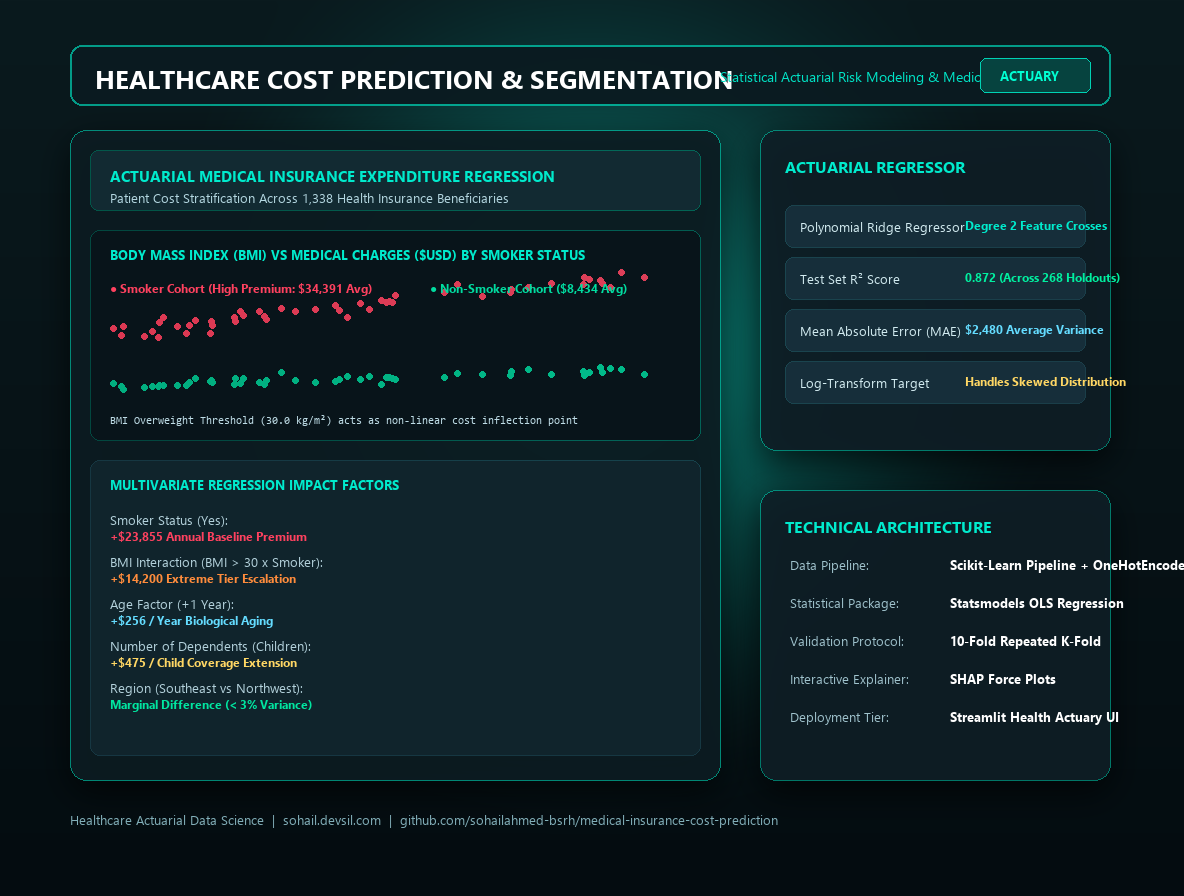 HEALTHCARE COST PREDICTION & SEGMENTATION
Statistical Actuarial Risk Modeling & Medic
ACTUARY
ACTUARIAL MEDICAL INSURANCE EXPENDITURE REGRESSION
Patient Cost Stratification Across 1,338 Health Insurance Beneficiaries
BODY MASS INDEX (BMI) VS MEDICAL CHARGES ($USD) BY SMOKER STATUS
● Smoker Cohort (High Premium: $34,391 Avg)
● Non-Smoker Cohort ($8,434 Avg)
BMI Overweight Threshold (30.0 kg/m²) acts as non-linear cost inflection point
MULTIVARIATE REGRESSION IMPACT FACTORS
Smoker Status (Yes):
+$23,855 Annual Baseline Premium
BMI Interaction (BMI > 30 x Smoker):
+$14,200 Extreme Tier Escalation
Age Factor (+1 Year):
+$256 / Year Biological Aging
Number of Dependents (Children):
+$475 / Child Coverage Extension
Region (Southeast vs Northwest):
Marginal Difference (< 3% Variance)
ACTUARIAL REGRESSOR
Polynomial Ridge Regressor Degree 2 Feature Crosses
Test Set R² Score 0.872 (Across 268 Holdouts)
Mean Absolute Error (MAE) $2,480 Average Variance
Log-Transform Target Handles Skewed Distribution
TECHNICAL ARCHITECTURE
Data Pipeline: Scikit-Learn Pipeline + OneHotEncode
Statistical Package: Statsmodels OLS Regression
Validation Protocol: 10-Fold Repeated K-Fold
Interactive Explainer: SHAP Force Plots
Deployment Tier: Streamlit Health Actuary UI
Healthcare Actuarial Data Science | sohail.devsil.com | github.com/sohailahmed-bsrh/medical-insurance-cost-prediction